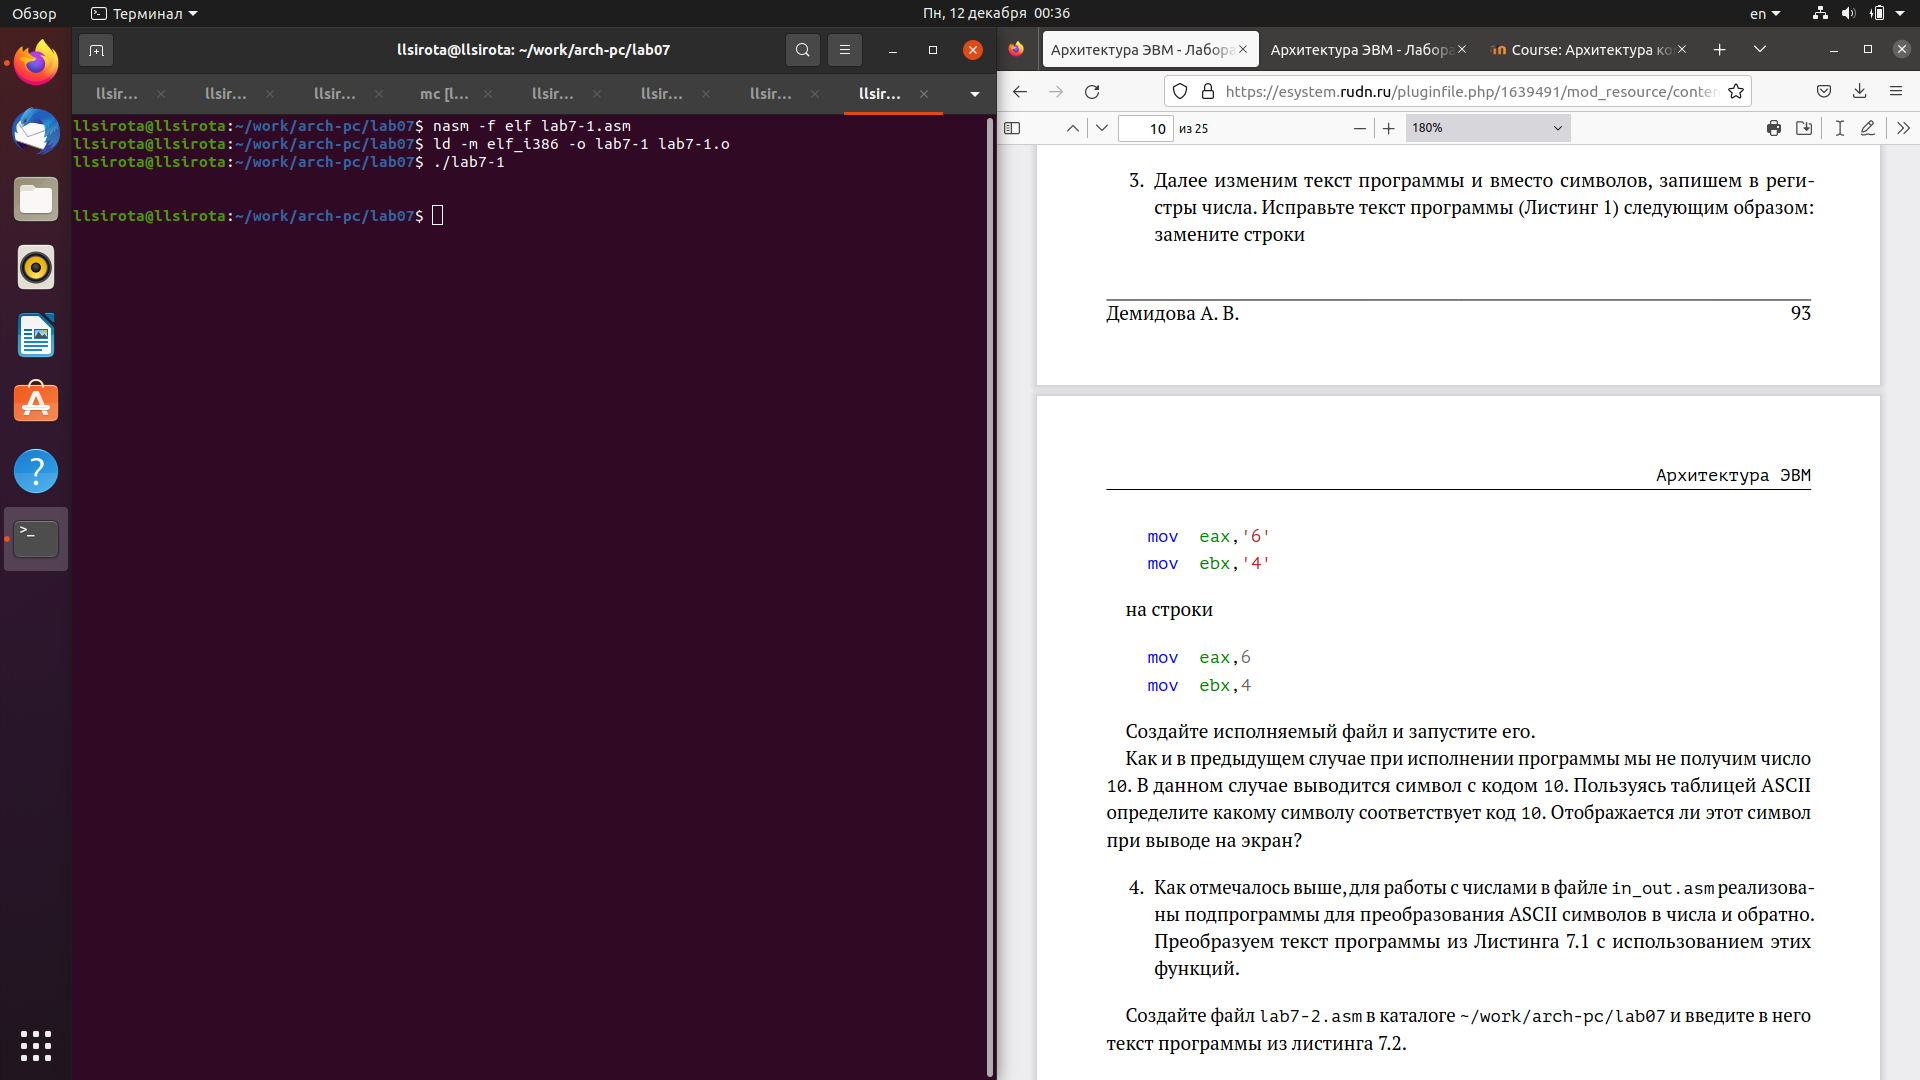 Обзор
Терминал
Пн, 12 декабря 00:36
en
llsirota@llsirota: ~/work/arch-pc/lab07
llsir...
llsir...
llsir...
mc [l...
llsir...
llsir...
llsir...
llsir...
llsirota@llsirota:~/work/arch-pc/lab07$ nasm -f elf lab7-1.asm
llsirota@llsirota:~/work/arch-pc/lab07$ ld -m elf_i386 -o lab7-1 lab7-1.o
llsirota@llsirota:~/work/arch-pc/lab07$ ./lab7-1
llsirota@llsirota:~/work/arch-pc/lab07$
Архитектура ЭВМ - Лабора
Архитектура ЭВМ - Лабора
Course: Архитектура ко
https://esystem.rudn.ru/pluginfile.php/1639491/mod_resource/conten
10 из 25
180%
3. Далее изменим текст программы и вместо символов, запишем в реги-
стры числа. Исправьте текст программы (Листинг 1) следующим образом:
замените строки
Демидова А. В. 93
Архитектура ЭВМ
mov eax,'6'
mov ebx,'4'
на строки
mov eax,6
mov ebx,4
Создайте исполняемый файл и запустите его.
Как и в предыдущем случае при исполнении программы мы не получим число
10. В данном случае выводится символ с кодом 10. Пользуясь таблицей ASCII
определите какому символу соответствует код 10. Отображается ли этот символ
при выводе на экран?
4. Как отмечалось выше, для работы с числами в файле in_out.asm реализова-
ны подпрограммы для преобразования ASCII символов в числа и обратно.
Преобразуем текст программы из Листинга 7.1 с использованием этих
функций.
Создайте файл lab7-2.asm в каталоге ~/work/arch-pc/lab07 и введите в него
текст программы из листинга 7.2.